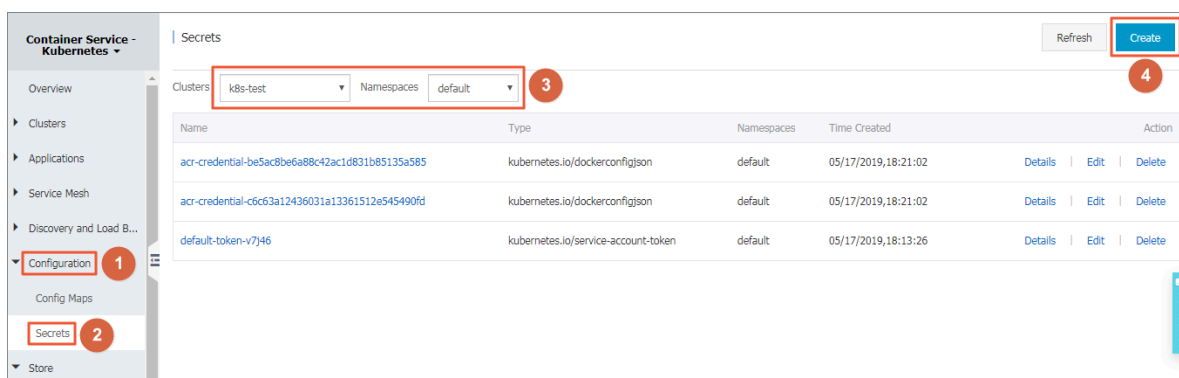 Container Service -
Kubernetes
Overview
Clusters
Applications
Service Mesh
Discovery and Load B...
Configuration 1
Config Maps
Secrets 2
Store
Secrets
Refresh Create
4
Clusters k8s-test Namespaces default 3
Name Type Namespaces Time Created Action
acr-credential-be5ac8be6a88c42ac1d831b85135a585 kubernetes.io/dockerconfigjson default 05/17/2019,18:21:02 Details | Edit | Delete
acr-credential-c6c63a12436031a13361512e545490fd kubernetes.io/dockerconfigjson default 05/17/2019,18:21:02 Details | Edit | Delete
default-token-v7j46 kubernetes.io/service-account-token default 05/17/2019,18:13:26 Details | Edit | Delete